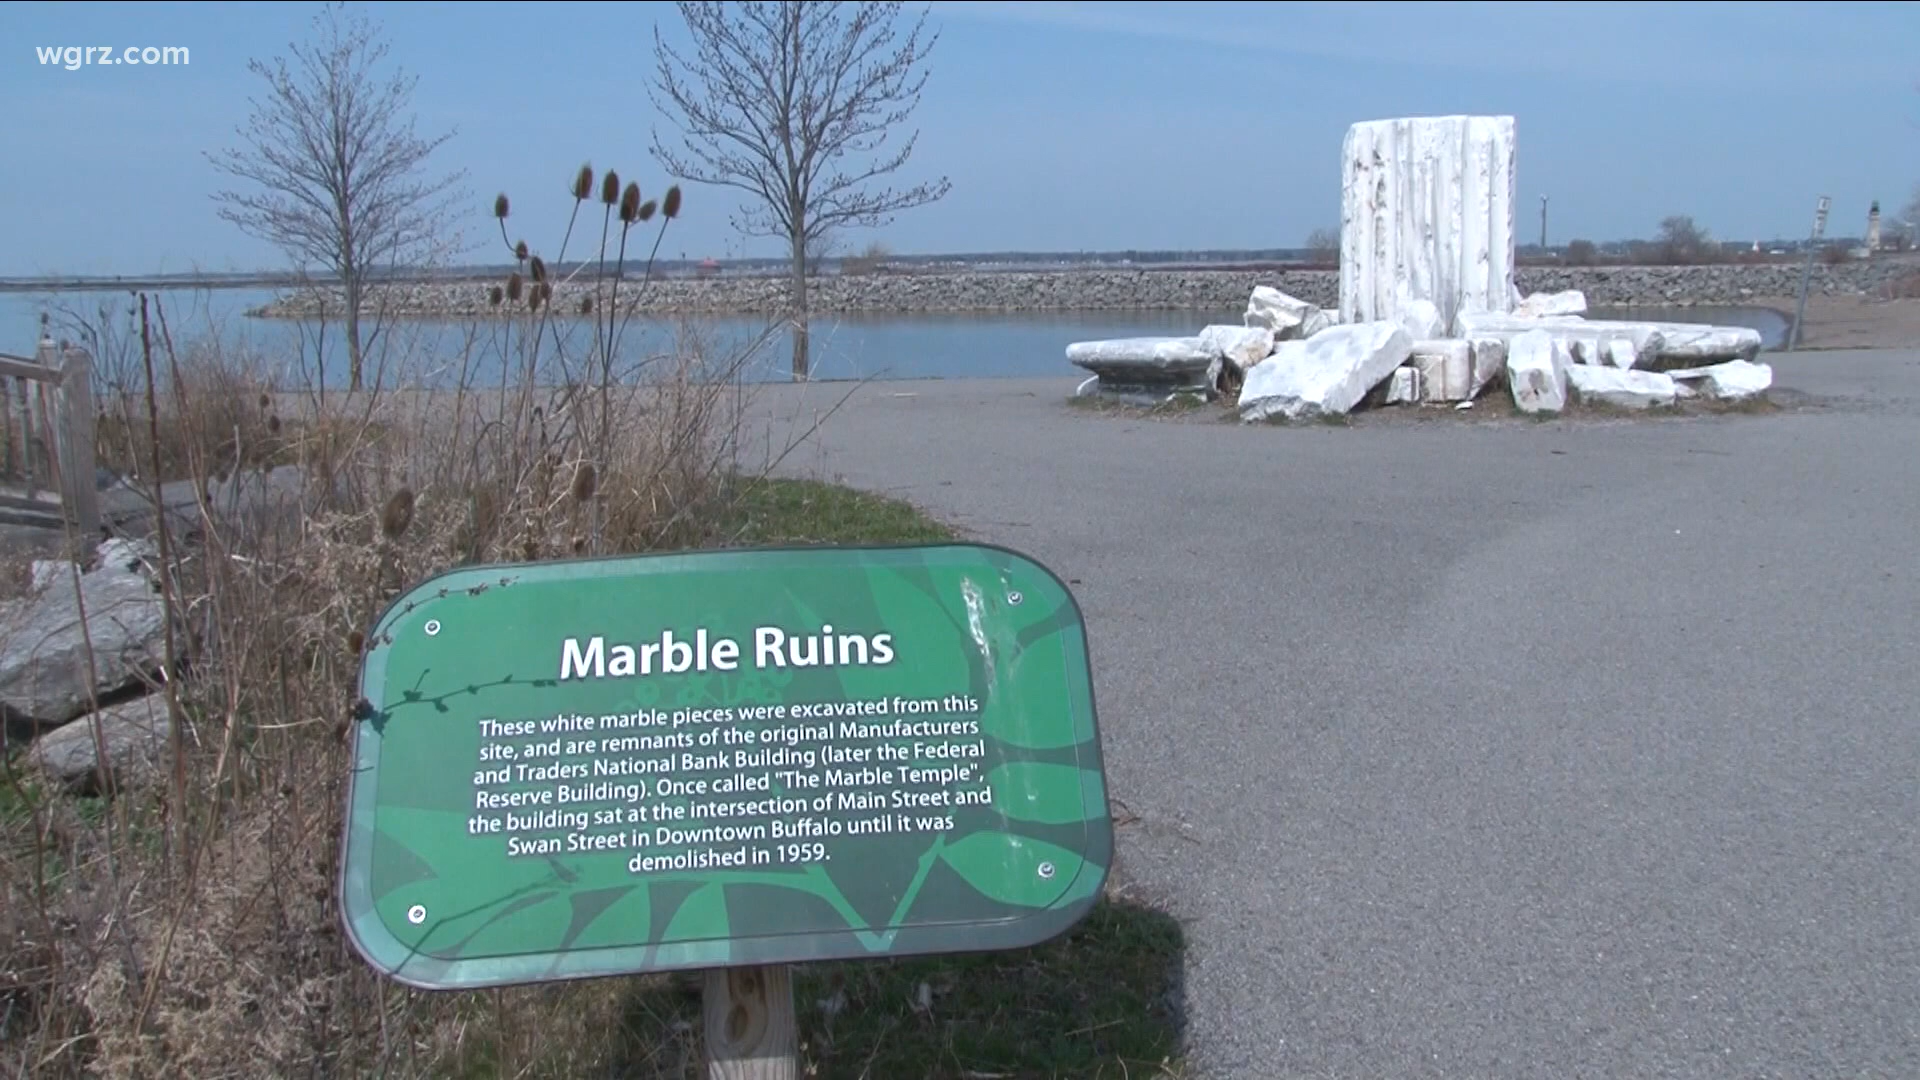 wgrz.com
Marble Ruins
These white marble pieces were excavated from this
site, and are remnants of the original Manufacturers
and Traders National Bank Building (later the Federal
Reserve Building). Once called "The Marble Temple",
the building sat at the intersection of Main Street and
Swan Street in Downtown Buffalo until it was
demolished in 1959.